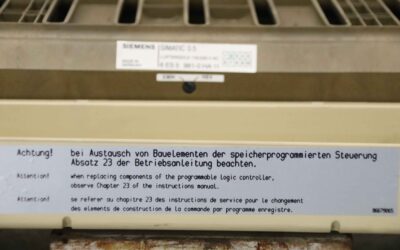 SIEMENS SIMATIC S5
Achtung! bei Austausch von Bauelementen der speicherprogrammierten Steuerung
Absatz 23 der Betriebsanleitung beachten.
Attention! when replacing components of the programmable logic controller,
observe Chapter 23 of the instructions manual.
Attention! se referer au chapitre 23 des instructions de service pour le changement
des elements de construction de la commande par programme enregistre.